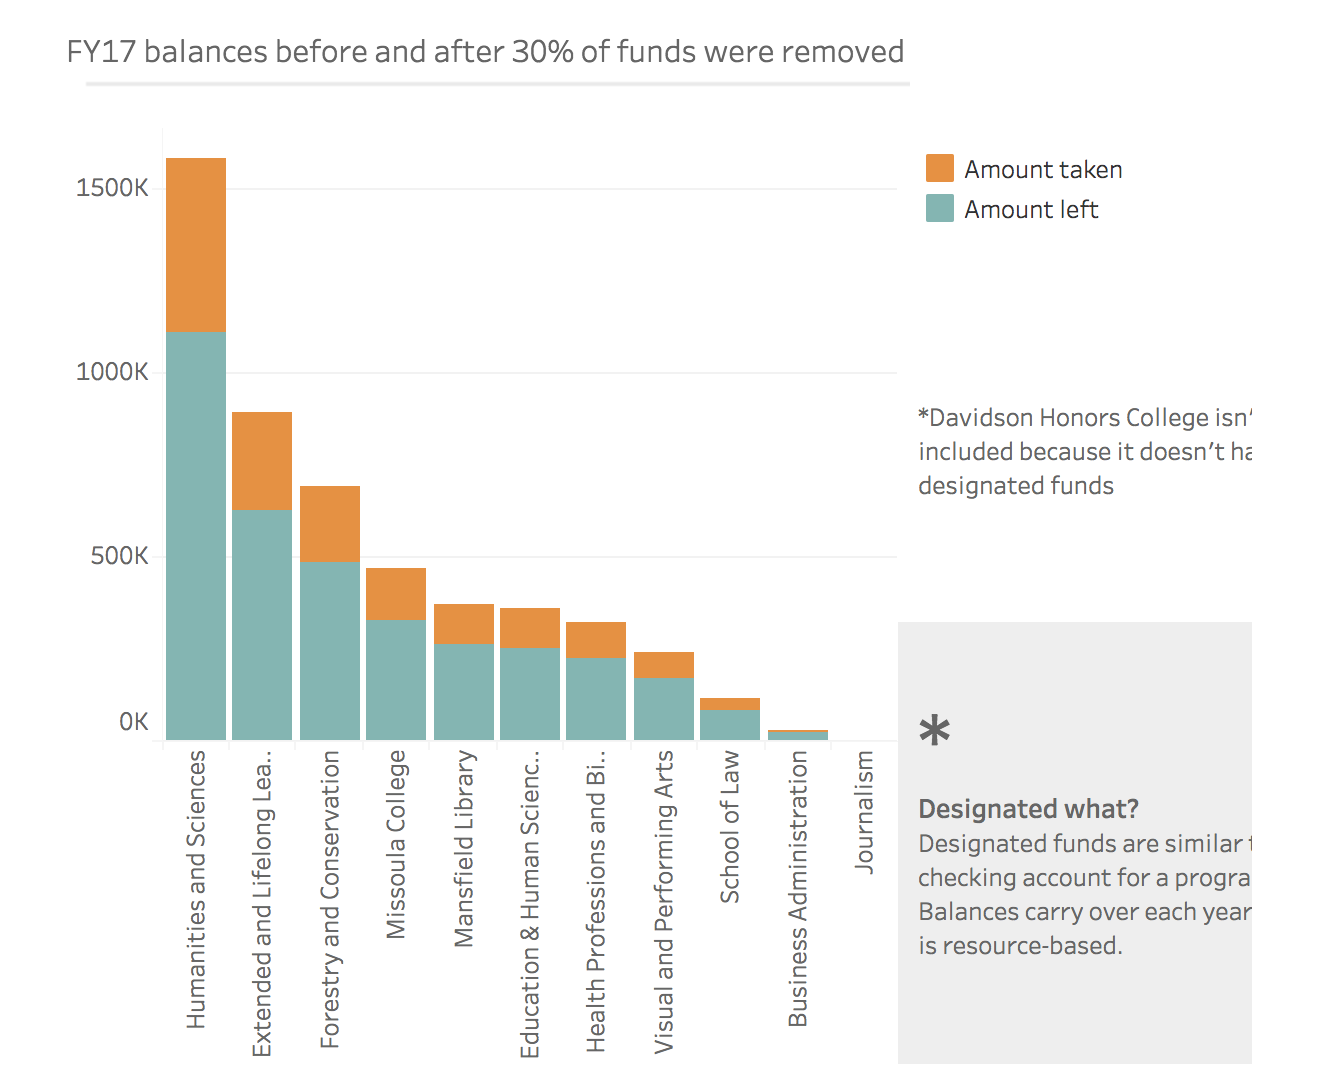 FY17 balances before and after 30% of funds were removed
Amount taken
Amount left
1500K
1000K
500K
0K
Humanities and Sciences
Extended and Lifelong Lea..
Forestry and Conservation
Missoula College
Mansfield Library
Education & Human Scienc..
Health Professions and Bi..
Visual and Performing Arts
School of Law
Business Administration
Journalism
*Davidson Honors College isn'
included because it doesn't ha
designated funds
*
Designated what?
Designated funds are similar
checking account for a progra
Balances carry over each year
is resource-based.